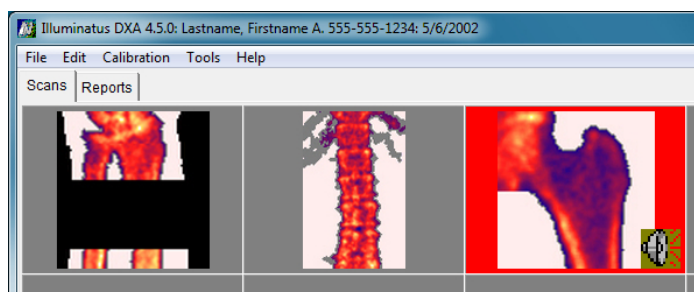 Illuminatus DXA 4.5.0: Lastname, Firstname A. 555-555-1234: 5/6/2002
File Edit Calibration Tools Help
Scans Reports